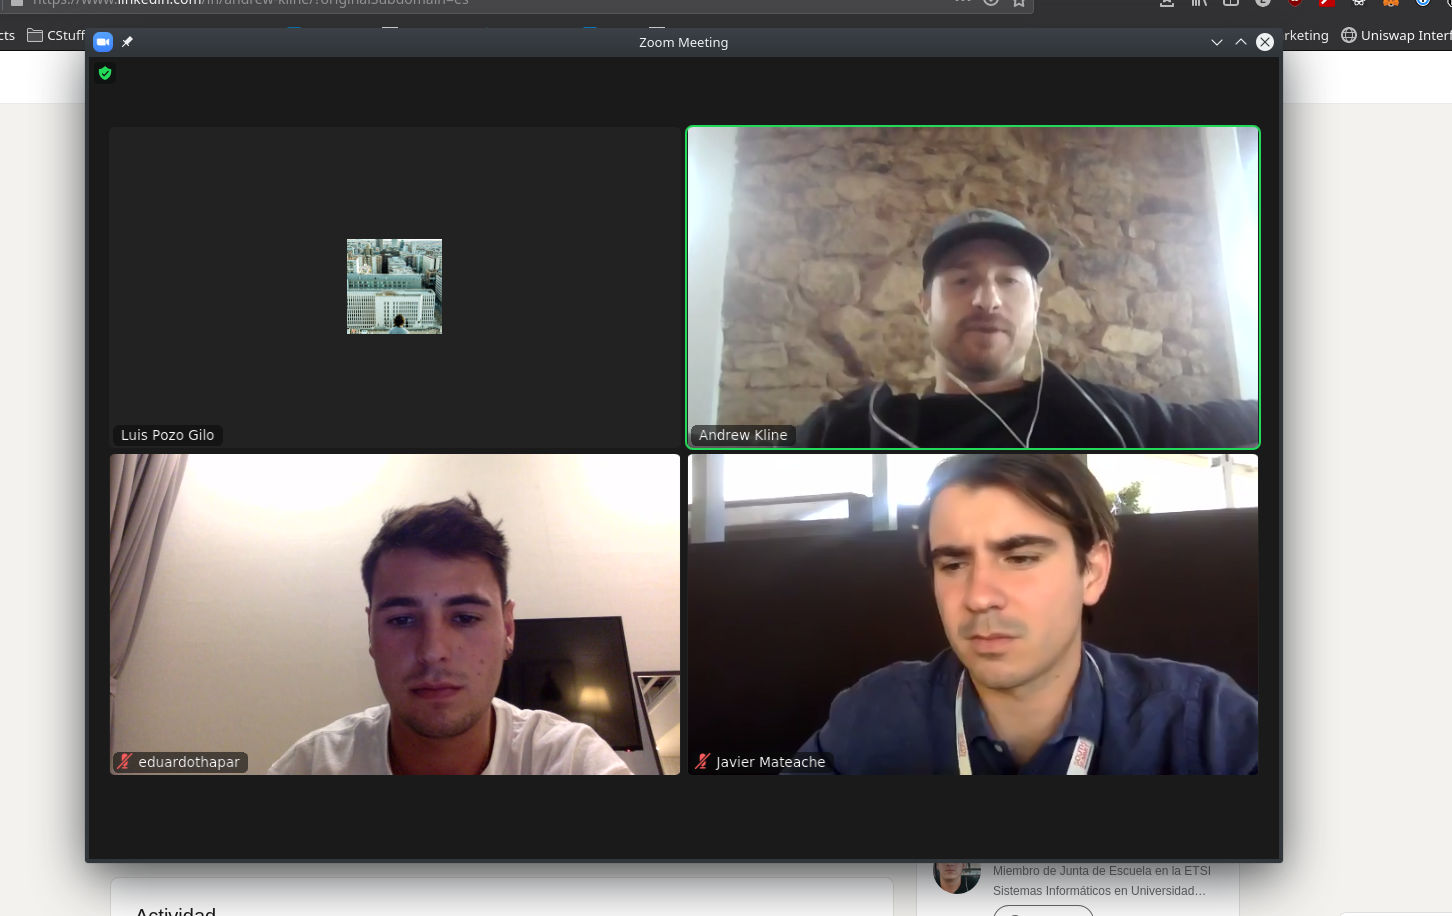 https://www.linkedin.com/in/andrew-kline/?originalSubdomain=es
cts
CStuff
rketing
Uniswap Interf
Zoom Meeting
Luis Pozo Gilo
Andrew Kline
eduardothapar
Javier Mateache
Miembro de Junta de Escuela en la ETSI
Sistemas Informáticos en Universidad…
Actividad